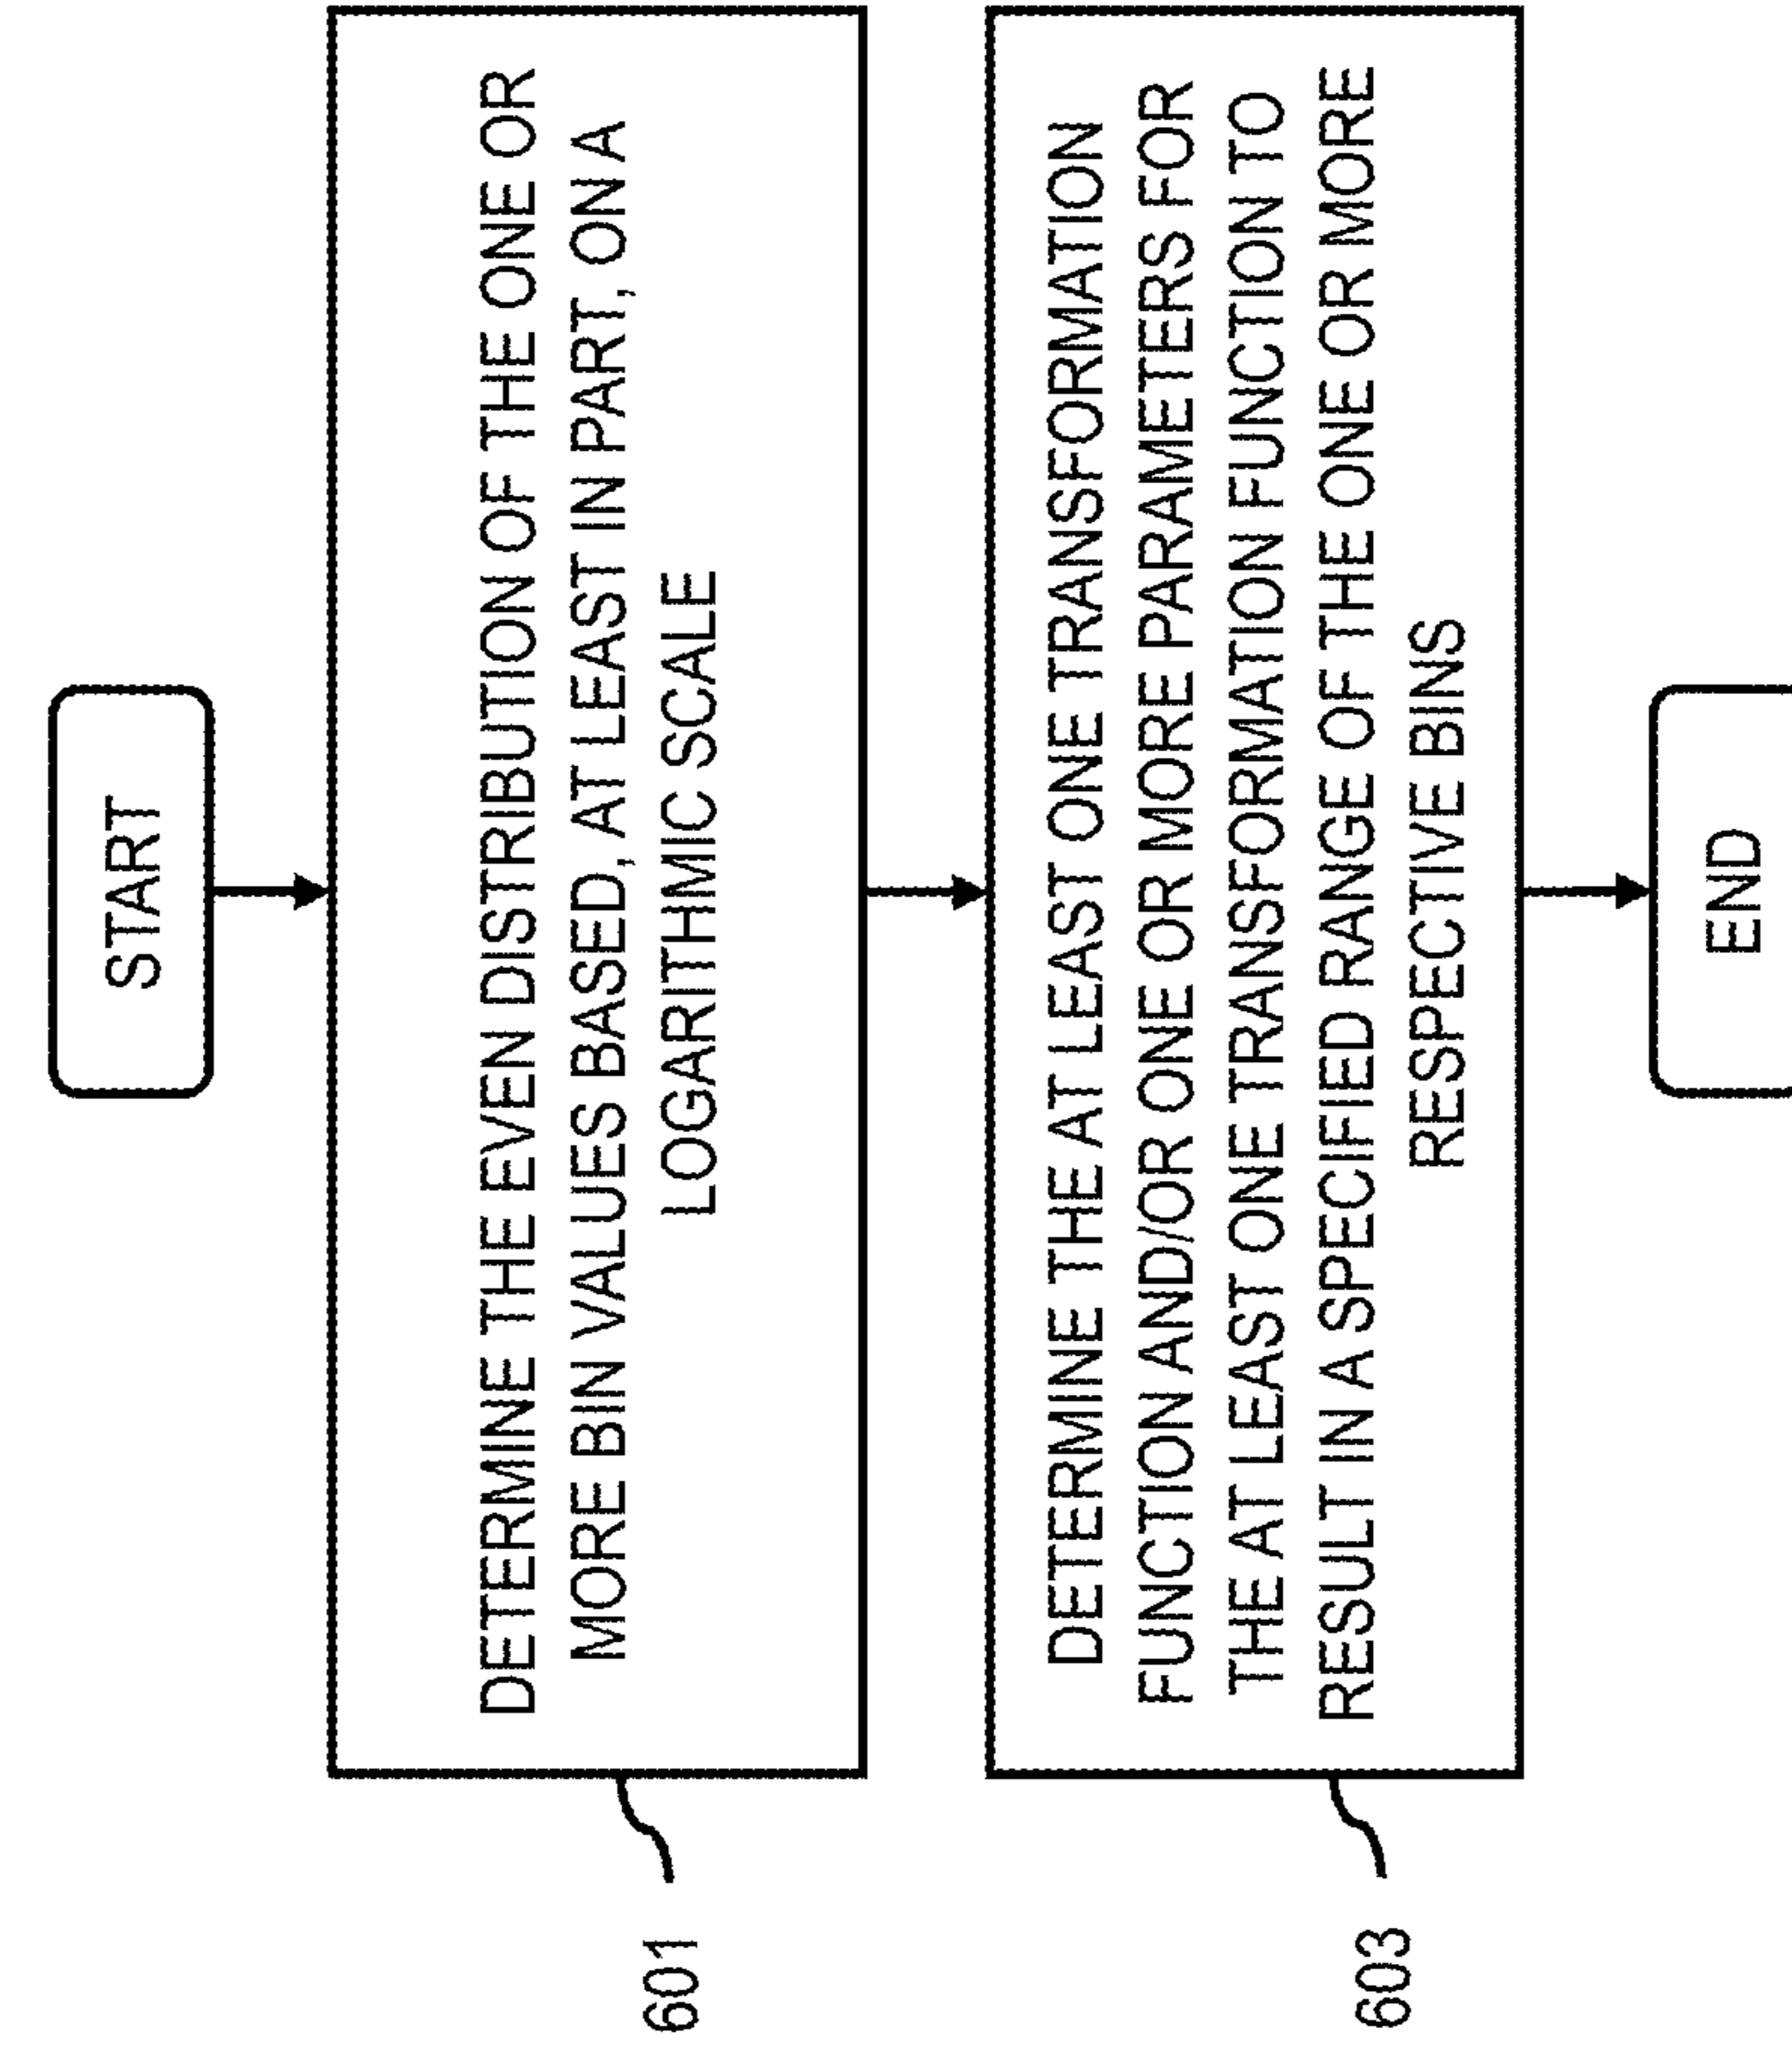 START
DETERMINE THE EVEN DISTRIBUTION OF THE ONE OR
MORE BIN VALUES BASED, AT LEAST IN PART, ON A
LOGARITHMIC SCALE
601
DETERMINE THE AT LEAST ONE TRANSFORMATION
FUNCTION AND/OR ONE OR MORE PARAMETERS FOR
THE AT LEAST ONE TRANSFORMATION FUNCTION TO
RESULT IN A SPECIFIED RANGE OF THE ONE OR MORE
RESPECTIVE BINS
603
END